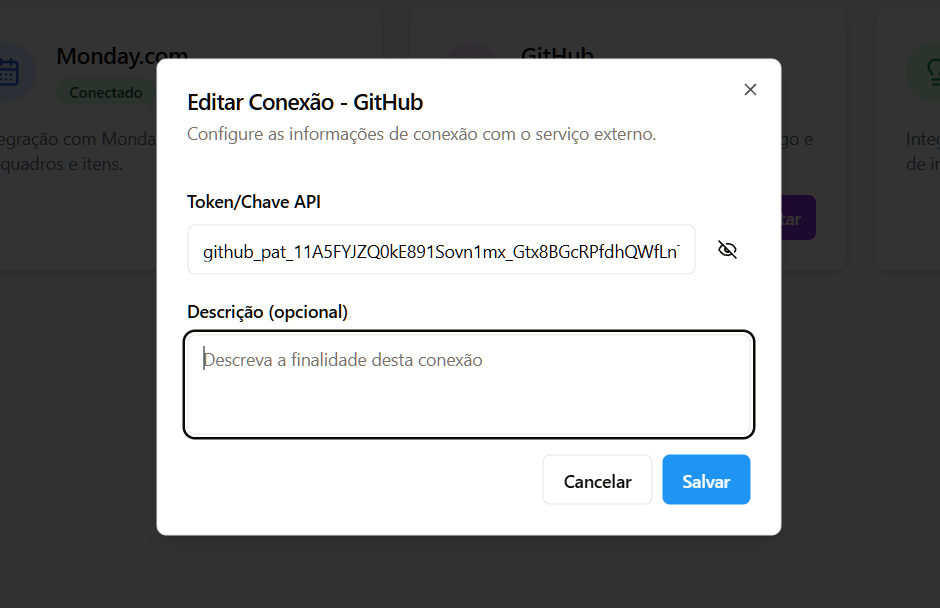 Monday.com
GitHub
Conectado
Editar Conexão - GitHub
Configure as informações de conexão com o serviço externo.
egração com Monda
quadros e itens.
go e
Integ
de in
Token/Chave API
github_pat_11A5FYJZQ0kE891Sovn1mx_Gtx8BGcRPfdhQWfLn
tar
Descrição (opcional)
Descreva a finalidade desta conexão
Cancelar
Salvar